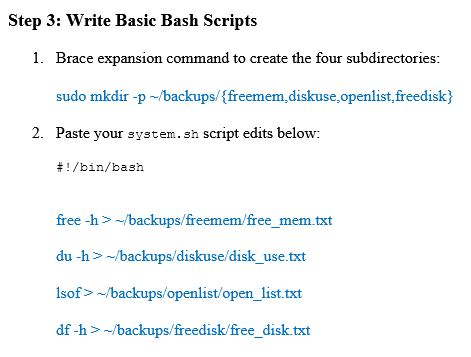 Step 3: Write Basic Bash Scripts
1. Brace expansion command to create the four subdirectories:
sudo mkdir -p ~/backups/{freemem,diskuse,openlist,freedisk}
2. Paste your system.sh script edits below:
#!/bin/bash
free -h > ~/backups/freemem/free_mem.txt
du -h > ~/backups/diskuse/disk_use.txt
lsof > ~/backups/openlist/open_list.txt
df -h > ~/backups/freedisk/free_disk.txt